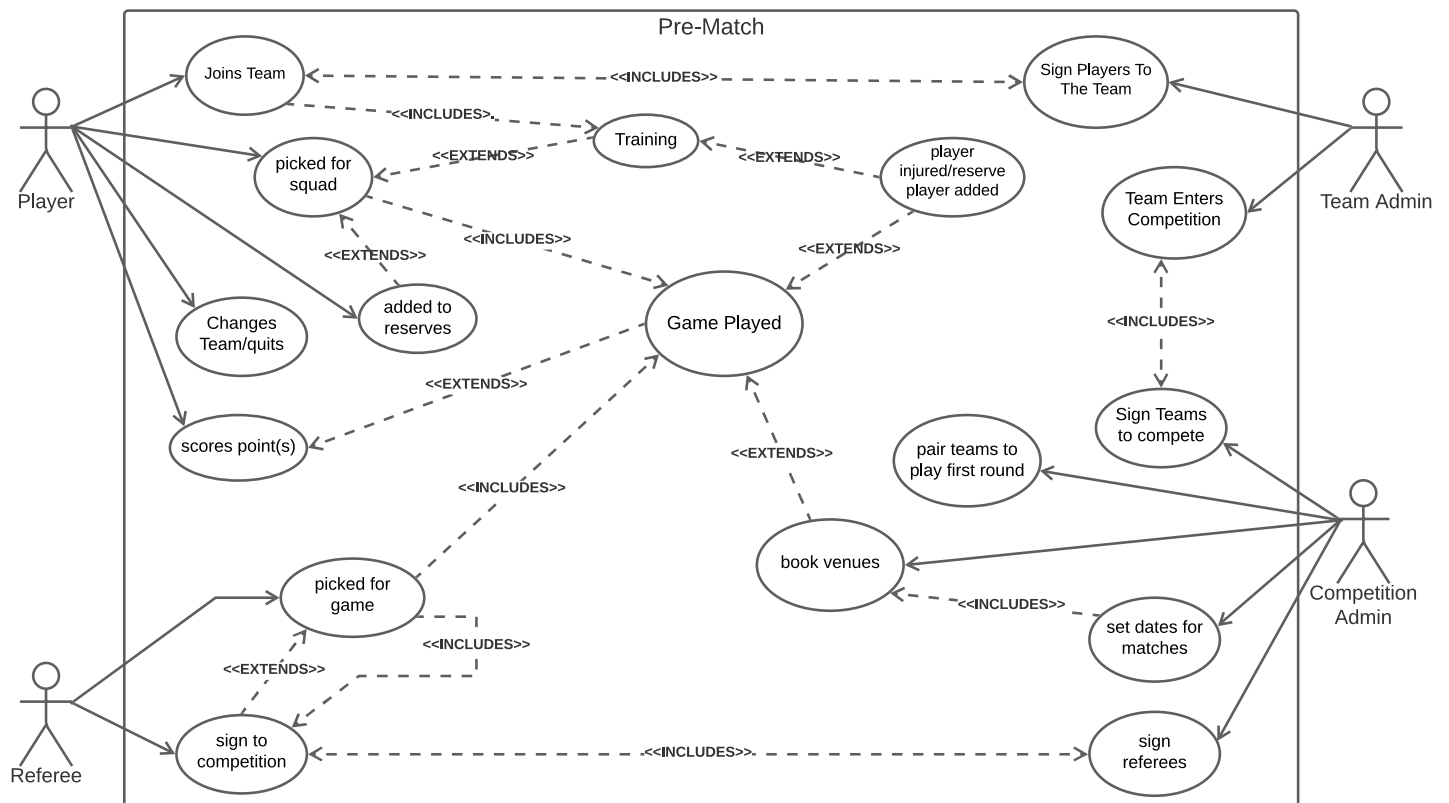 Pre-Match
Joins Team
<<INCLUDES>>
Sign Players To
The Team
<<INCLUDES>.
Training
<<EXTENDS>>
<<EXTENDS>>
player
injured/reserve
player added
picked for
squad
Player
Team Admin
Team Enters
Competition
<<INCLUDES>>
<<EXTENDS>>
<<EXTENDS>>
added to
reserves
Changes
Team/quits
Game Played
<<INCLUDES>>
<<EXTENDS>>
scores point(s)
Sign Teams
to compete
pair teams to
play first round
<<EXTENDS>>
<<INCLUDES>>
book venues
picked for
game
<<INCLUDES>>
Competition
Admin
<<INCLUDES>>
set dates for
matches
<<EXTENDS>>
sign to
competition
<<INCLUDES>>
sign
referees
Referee